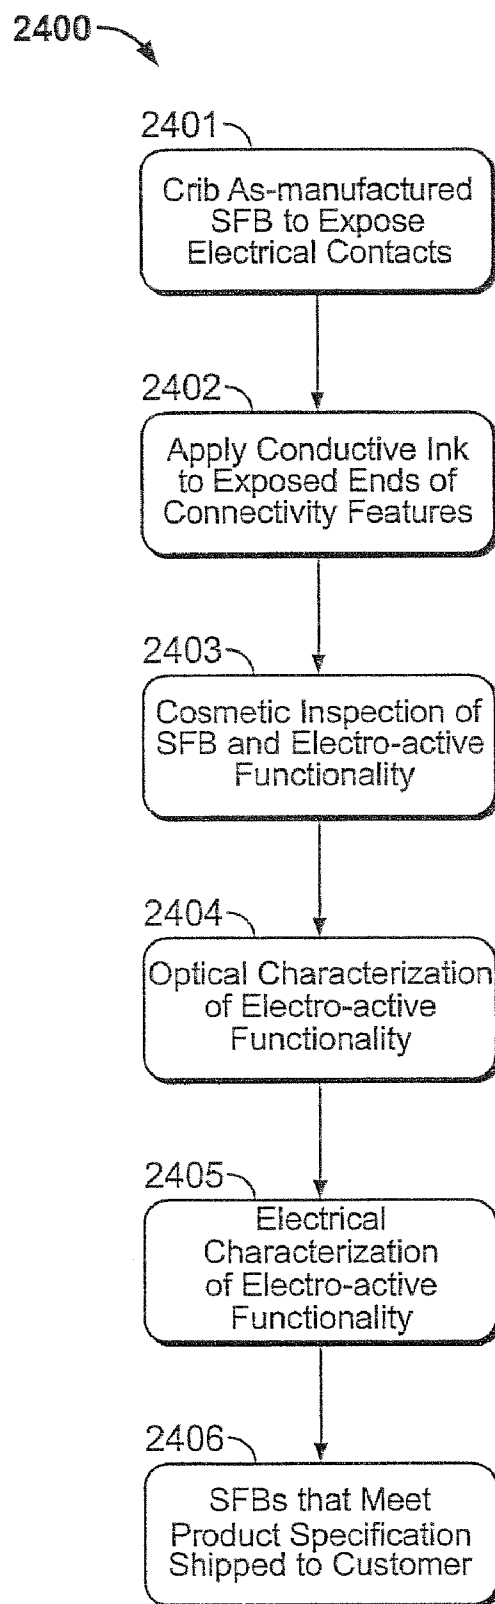 2400
2401
Crib As-manufactured
SFB to Expose
Electrical Contacts
2402
Apply Conductive Ink
to Exposed Ends of
Connectivity Features
2403
Cosmetic Inspection of
SFB and Electro-active
Functionality
2404
Optical Characterization
of Electro-active
Functionality
2405
Electrical
Characterization
of Electro-active
Functionality
2406
SFBs that Meet
Product Specification
Shipped to Customer